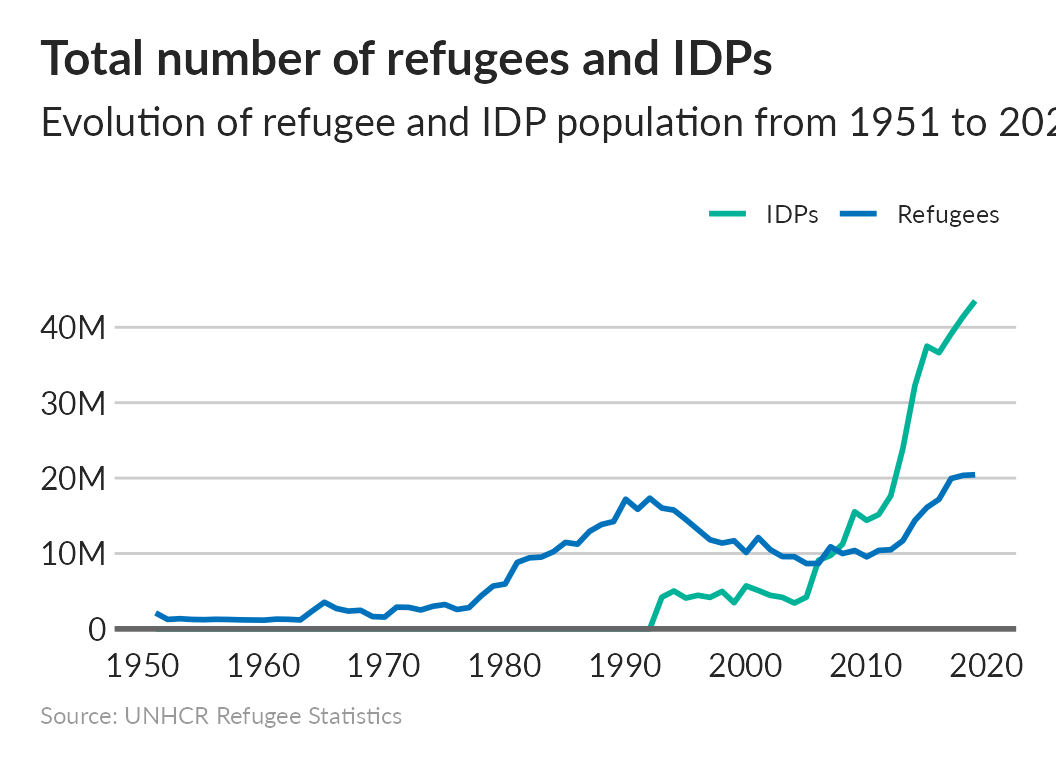 Total number of refugees and IDPs
Evolution of refugee and IDP population from 1951 to 202
IDPs Refugees
40M
30M
20M
10M
0
1950 1960 1970 1980 1990 2000 2010 2020
Source: UNHCR Refugee Statistics